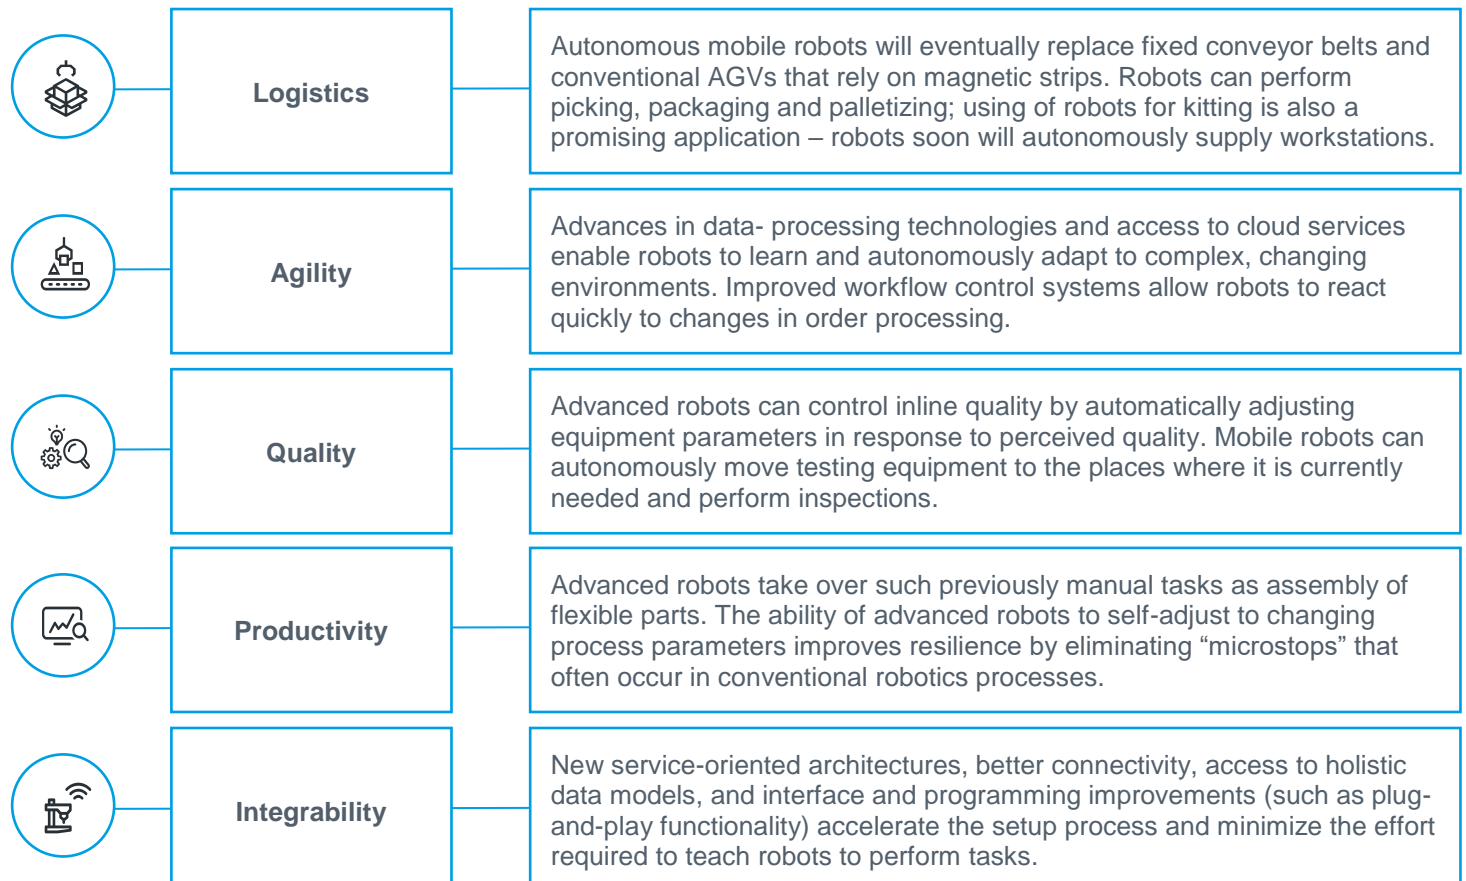 Logistics
Autonomous mobile robots will eventually replace fixed conveyor belts and
conventional AGVs that rely on magnetic strips. Robots can perform
picking, packaging and palletizing; using of robots for kitting is also a
promising application – robots soon will autonomously supply workstations.
Agility
Advances in data- processing technologies and access to cloud services
enable robots to learn and autonomously adapt to complex, changing
environments. Improved workflow control systems allow robots to react
quickly to changes in order processing.
Quality
Advanced robots can control inline quality by automatically adjusting
equipment parameters in response to perceived quality. Mobile robots can
autonomously move testing equipment to the places where it is currently
needed and perform inspections.
Productivity
Advanced robots take over such previously manual tasks as assembly of
flexible parts. The ability of advanced robots to self-adjust to changing
process parameters improves resilience by eliminating “microstops” that
often occur in conventional robotics processes.
Integrability
New service-oriented architectures, better connectivity, access to holistic
data models, and interface and programming improvements (such as plug-
and-play functionality) accelerate the setup process and minimize the effort
required to teach robots to perform tasks.